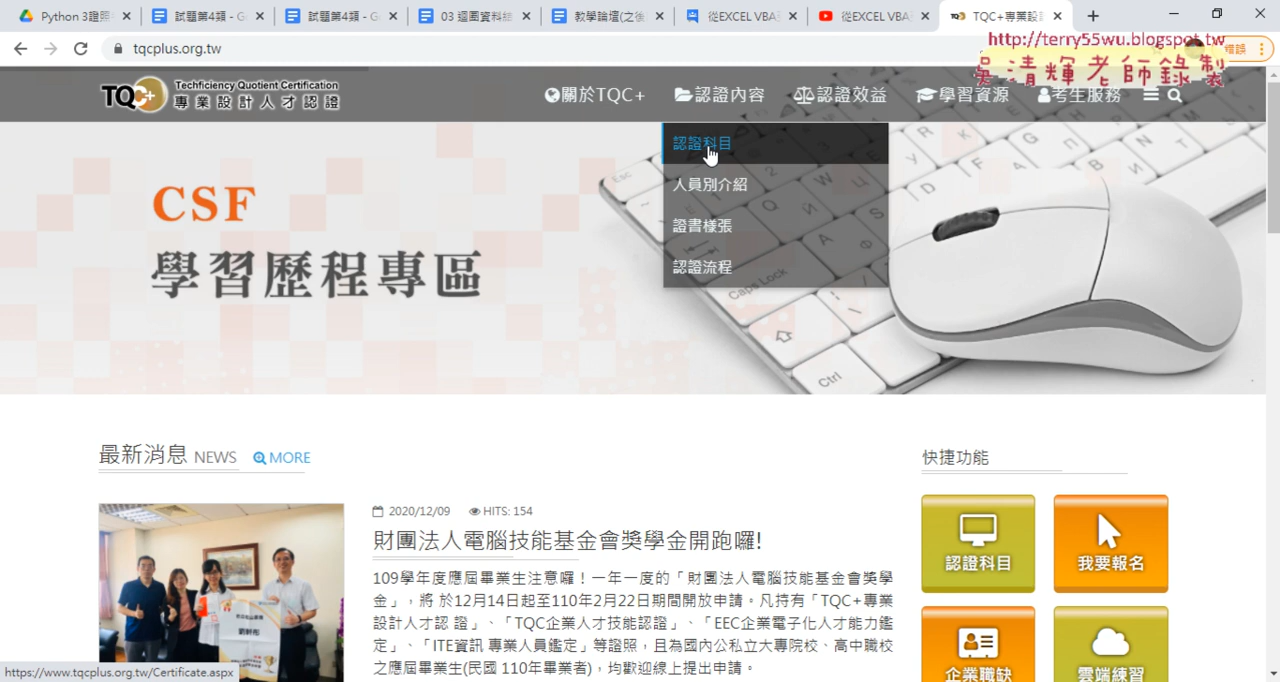 Python 3證照
試題第4類 - G
試題第4類 - G
03 迴圈資料結
教學論壇(之後
從EXCEL VBA
從EXCEL VBA
TQC+專業設計
tqcplus.org.tw
http://terry55wu.blogspot.tw
吳清輝老師錄製
錯誤
TQC+
Techficiency Quotient Certification
專業設計人才認證
關於TQC+
認證內容
認證效益
學習資源
考生服務
認證科目
人員別介紹
證書樣張
認證流程
CSF
學習歷程專區
Esc
Caps Lock
Ctrl
最新消息 NEWS MORE
快捷功能
2020/12/09 HITS: 154
財團法人電腦技能基金會獎學金開跑囉!
109學年度應屆畢業生注意囉！一年一度的「財團法人電腦技能基金會獎學
金」，將 於12月14日起至110年2月22日期間開放申請。凡持有「TQC+專業
設計人才認 證」、「TQC企業人才技能認證」、「EEC企業電子化人才能力鑑
定」、「ITE資訊 專業人員鑑定」等證照，且為國內公私立大專院校、高中職校
之應屆畢業生(民國 110年畢業者)，均歡迎線上提出申請。
認證科目
我要報名
企業職缺
雲端練習
https://www.tqcplus.org.tw/Certificate.aspx